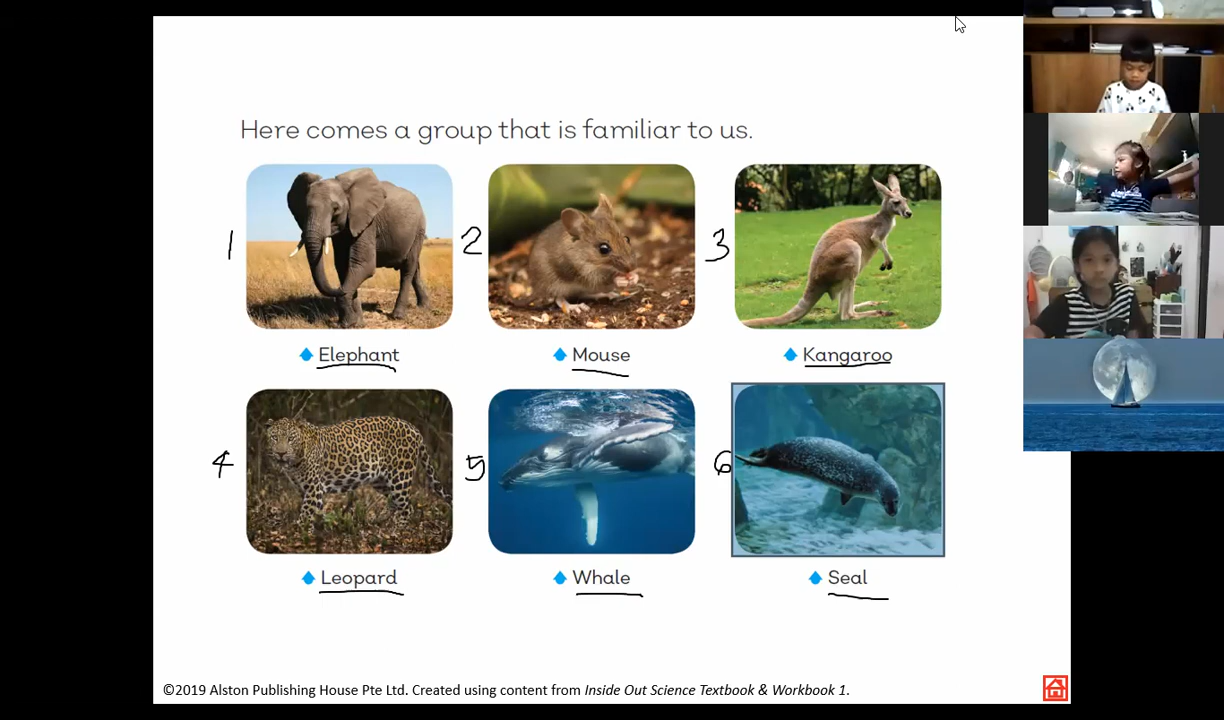 Here comes a group that is familiar to us.
1 2 3
Elephant Mouse Kangaroo
4 5 6
Leopard Whale Seal
©2019 Alston Publishing House Pte Ltd. Created using content from Inside Out Science Textbook & Workbook 1.